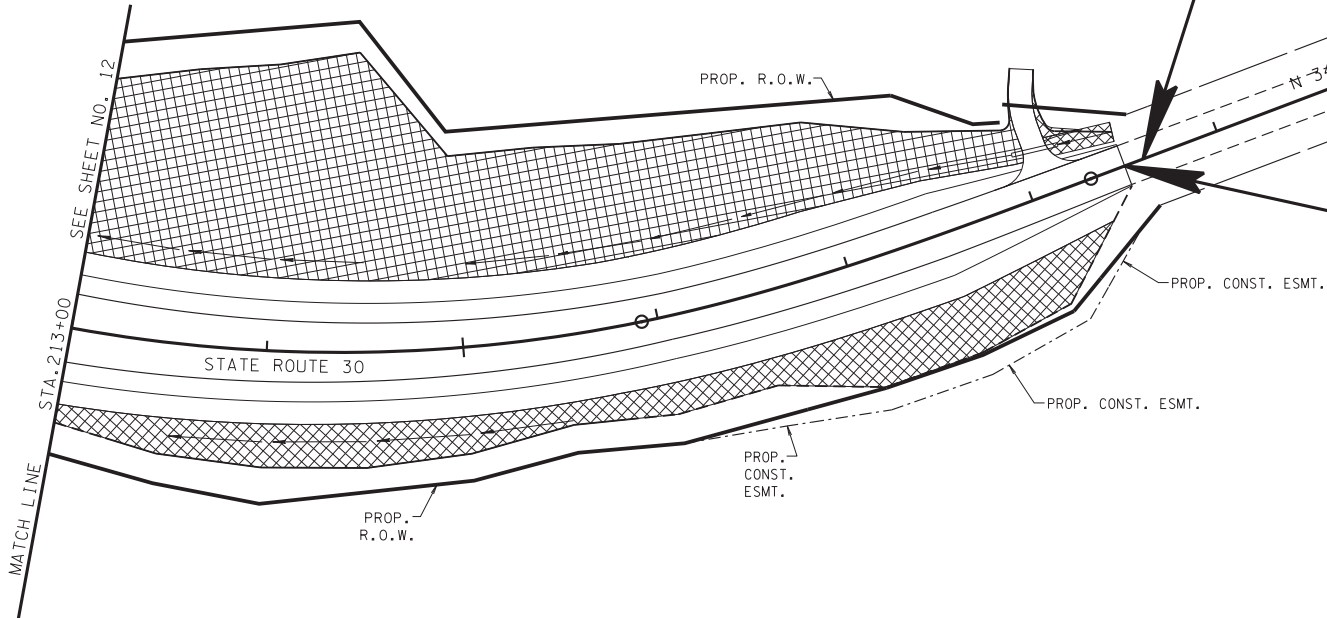 PROP. R.O.W.
N 34
SEE SHEET NO. 12
STA. 213+00
MATCH LINE
STATE ROUTE 30
PROP. CONST. ESMT.
PROP. CONST. ESMT.
PROP.
CONST.
ESMT.
PROP.
R.O.W.